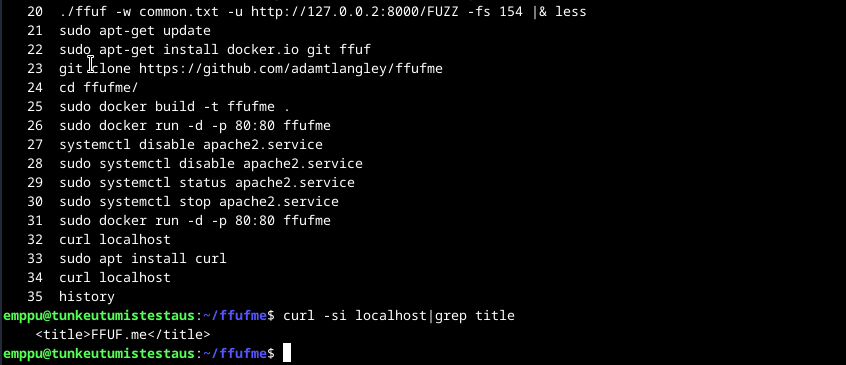 20 ./ffuf -w common.txt -u http://127.0.0.2:8000/FUZZ -fs 154 |& less
21 sudo apt-get update
22 sudo apt-get install docker.io git ffuf
23 git clone https://github.com/adamtlangley/ffufme
24 cd ffufme/
25 sudo docker build -t ffufme .
26 sudo docker run -d -p 80:80 ffufme
27 systemctl disable apache2.service
28 sudo systemctl disable apache2.service
29 sudo systemctl status apache2.service
30 sudo systemctl stop apache2.service
31 sudo docker run -d -p 80:80 ffufme
32 curl localhost
33 sudo apt install curl
34 curl localhost
35 history
emppu@tunkeutumistestaus:~/ffufme$ curl -si localhost|grep title
<title>FFUF.me</title>
emppu@tunkeutumistestaus:~/ffufme$